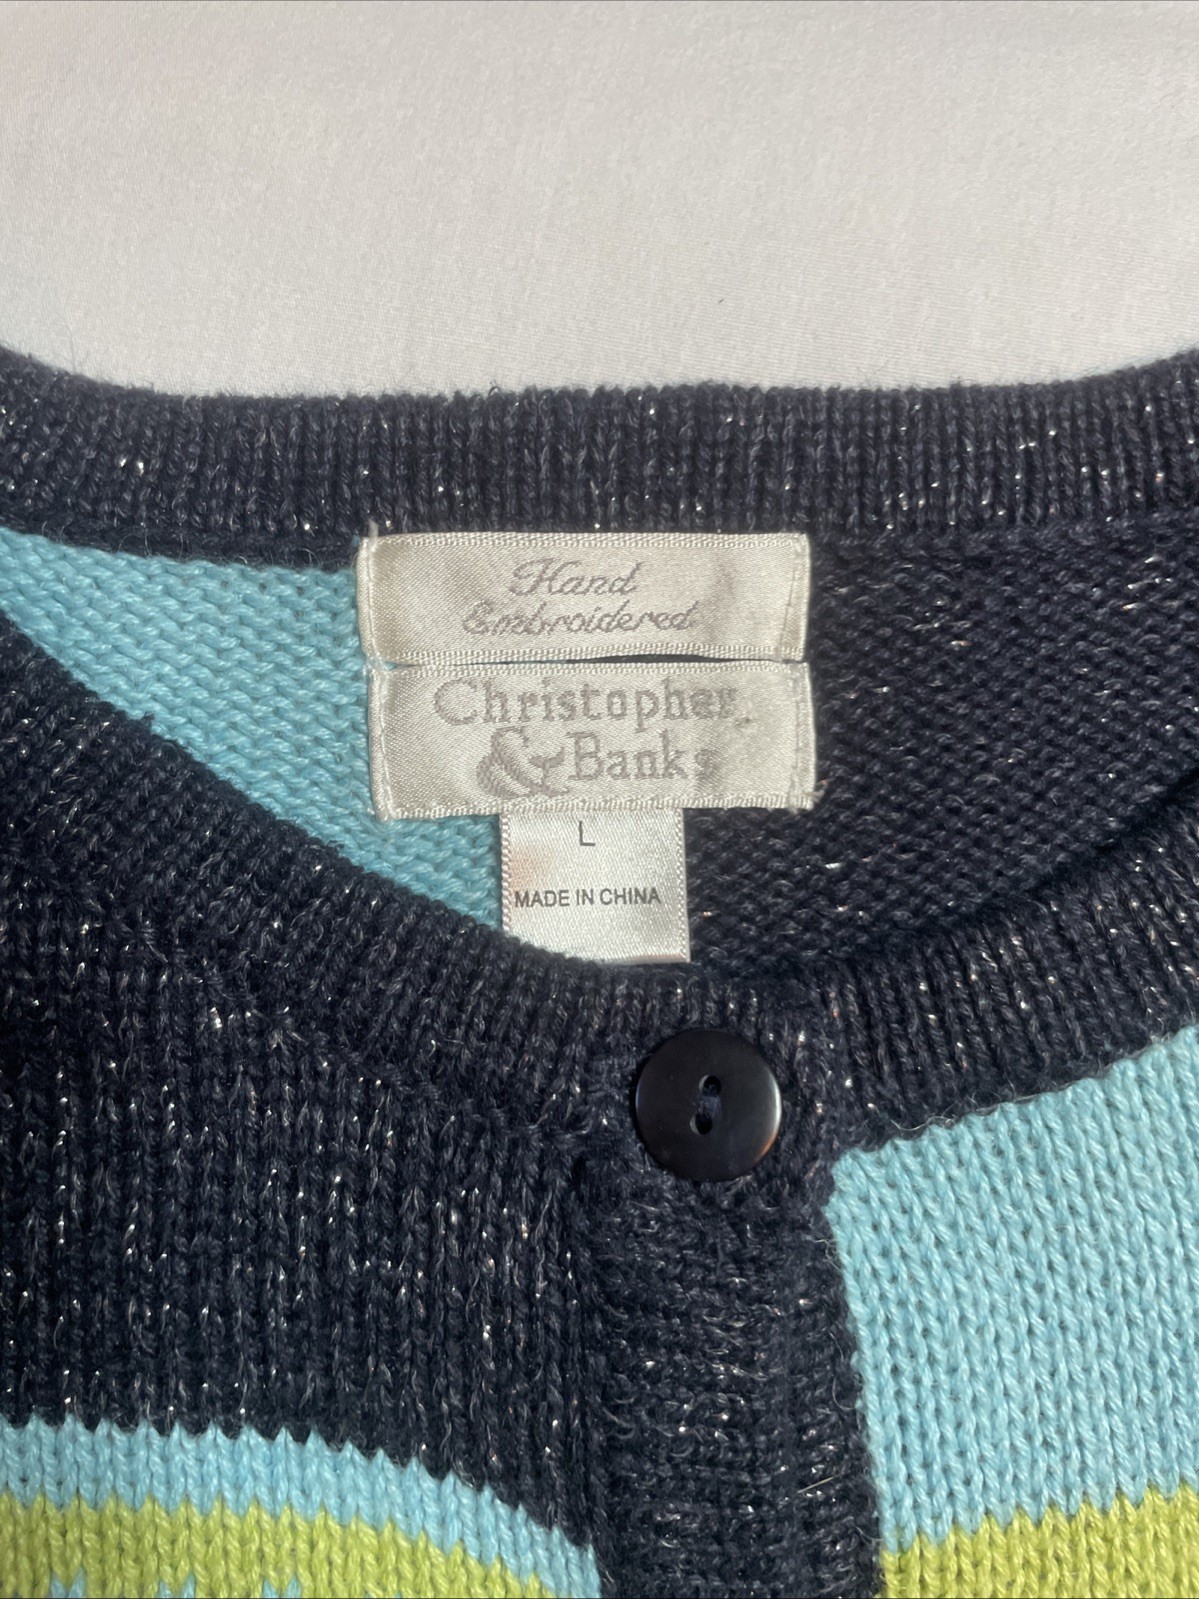 Hand
Embroidered
Christopher
& Banks
L
MADE IN CHINA